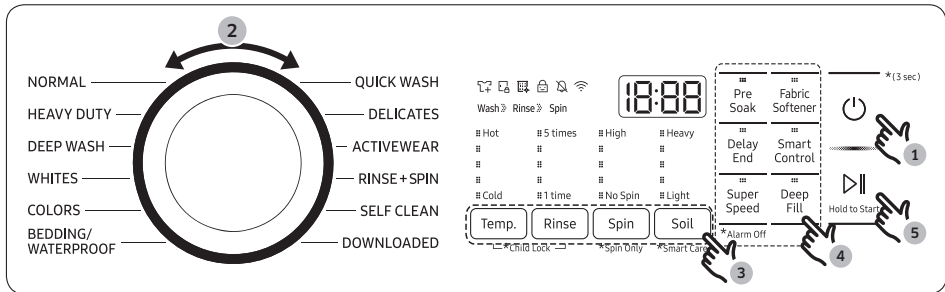 2
NORMAL
HEAVY DUTY
DEEP WASH
WHITES
COLORS
BEDDING/
WATERPROOF
QUICK WASH
DELICATES
ACTIVEWEAR
RINSE+SPIN
SELF CLEAN
DOWNLOADED
18:88
Wash» Rinse» Spin
Hot 5 times High Heavy
Cold 1 time No Spin Light
Temp. Rinse Spin Soil
*Child Lock *Spin Only *Smart Care
3
Pre
Soak
Fabric
Softener
Delay
End
Smart
Control
Super
Speed
Deep
Fill
*Alarm Off
4
*(3 sec)
1
Hold to Start
5